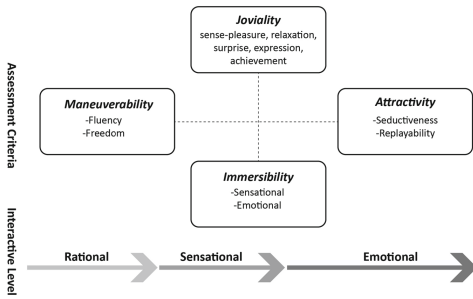 Joviality
sense-pleasure, relaxation,
surprise, expression,
achievement
Assessment Criteria
Maneuverability
-Fluency
-Freedom
Attractivity
-Seductiveness
-Replayability
Immersibility
-Sensational
-Emotional
Interactive Level
Rational
Sensational
Emotional